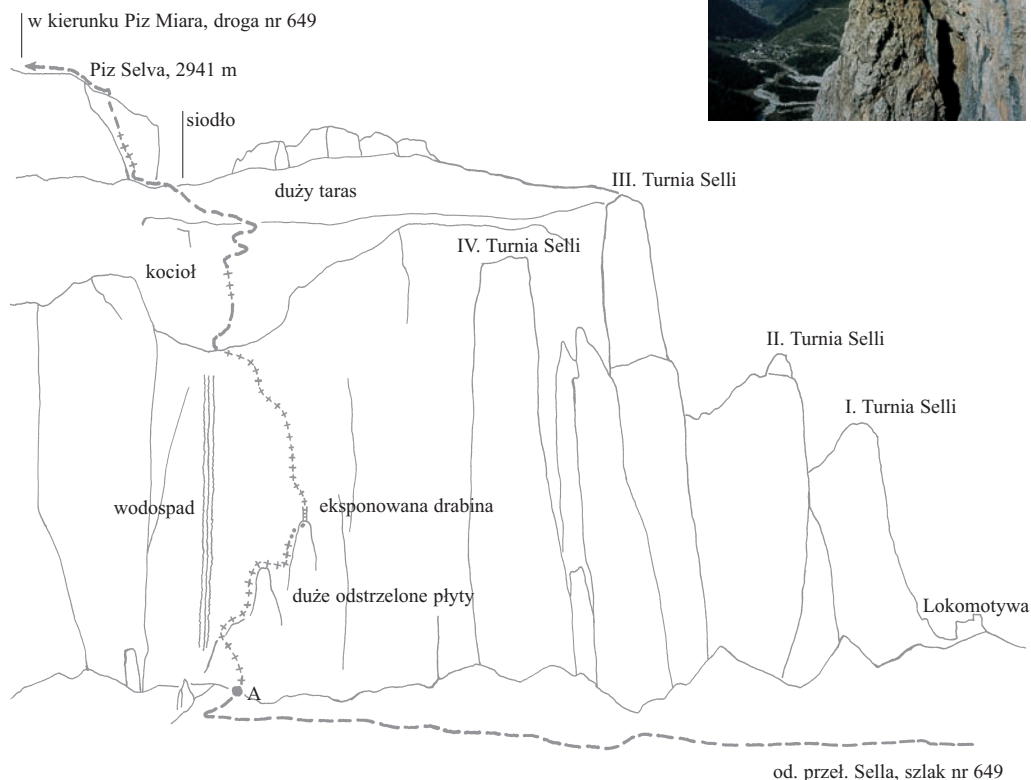 w kierunku Piz Miara, droga nr 649
Piz Selva, 2941 m
siodło
duży taras
III. Turnia Selli
IV. Turnia Selli
kocioł
II. Turnia Selli
I. Turnia Selli
wodospad
eksponowana drabina
duże odstrzelone płyty
Lokomotywa
A
od. przeł. Sella, szlak nr 649